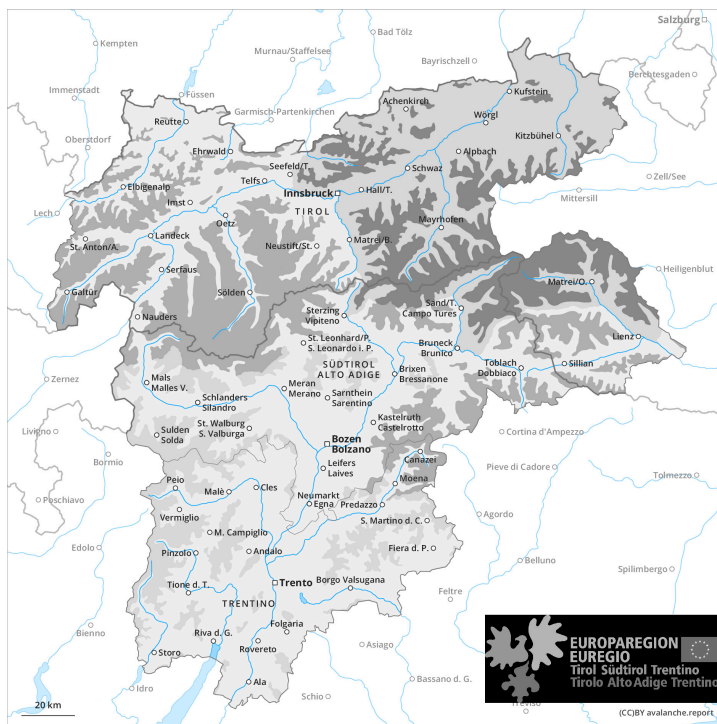 Salzburg
Kempten
Bad Tölz
Murnau/Staffelsee
Bayrischzell
Berchtesgaden
Immenstadt
Füssen
Kufstein
Achenkirch
Garmisch-Partenkirchen
Reutte
Wörgl
Oberstdorf
Kitzbühel
Ehrwald
Alpbach
Seefeld/T.
Schwaz
Telfs
Zell/See
Elbigenalp
Innsbruck
Hall/T.
Mittersill
Imst
TIROL
Lech
Oetz
Mayrhofen
St. Anton/A.
Landeck
Neustift/St.
Matrei/B.
Serfaus
Heiligenblut
Galtür
Sölden
Matrei/O.
Nauders
Sterzing
Vipiteno
Sand/T.
Campo Tures
St. Leonhard/P.
S. Leonardo i. P.
Bruneck
Brunico
Lienz
SÜDTIROL
ALTO ADIGE
Toblach
Dobbiaco
Sillian
Zernez
Mals
Malles V.
Meran
Merano
Brixen
Bressanone
Schlanders
Silandro
Sarnthein
Sarentino
St. Walburg
S. Valburga
Kastelruth
Castelrotto
Livigno
Sulden
Solda
Bozen
Bolzano
Cortina d'Ampezzo
Bormio
Canazei
Leifers
Laives
Pieve di Cadore
Tolmezzo
Peio
Moena
Poschiavo
Malè
Cles
Neumarkt
Egna
Predazzo
Vermiglio
Agordo
S. Martino d. C.
M. Campiglio
Edolo
Pinzolo
Andalo
Fiera d. P.
Belluno
Spilimbergo
Tione d. T.
Trento
Borgo Valsugana
Feltre
TRENTINO
Folgaria
Bienno
Riva d. G.
Rovereto
Asiago
Storo
Ala
Bassano d. G.
Idro
Schio
Treviso
EUROPAREGION
EUREGIO
Tirol Südtirol Trentino
Tirolo Alto Adige Trentino
20 km
(CC)BY avalanche.report